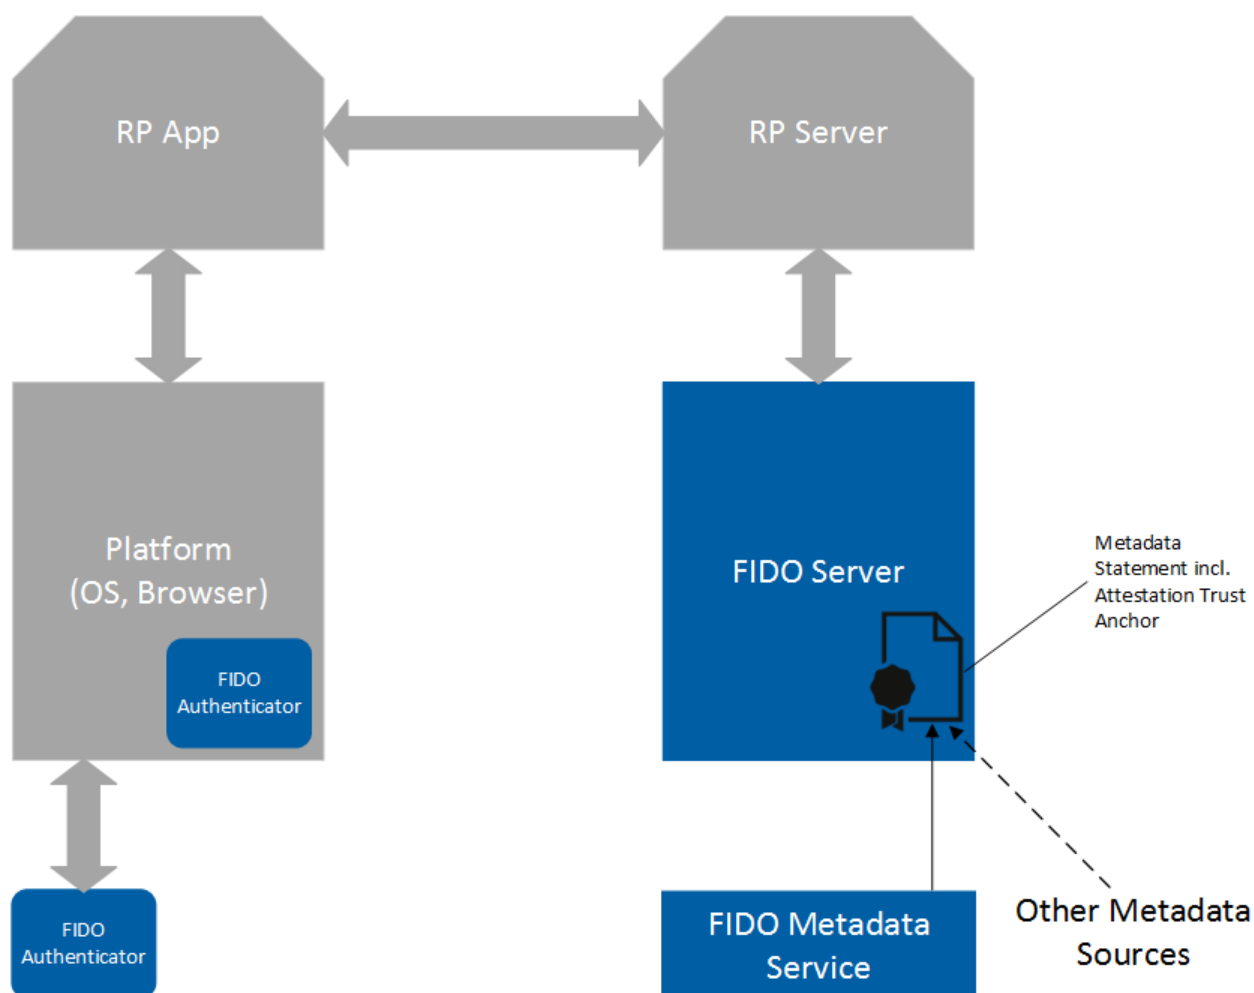 RP App
RP Server
Platform
(OS, Browser)
FIDO
Authenticator
FIDO Server
Metadata
Statement incl.
Attestation Trust
Anchor
FIDO
Authenticator
FIDO Metadata
Service
Other Metadata
Sources